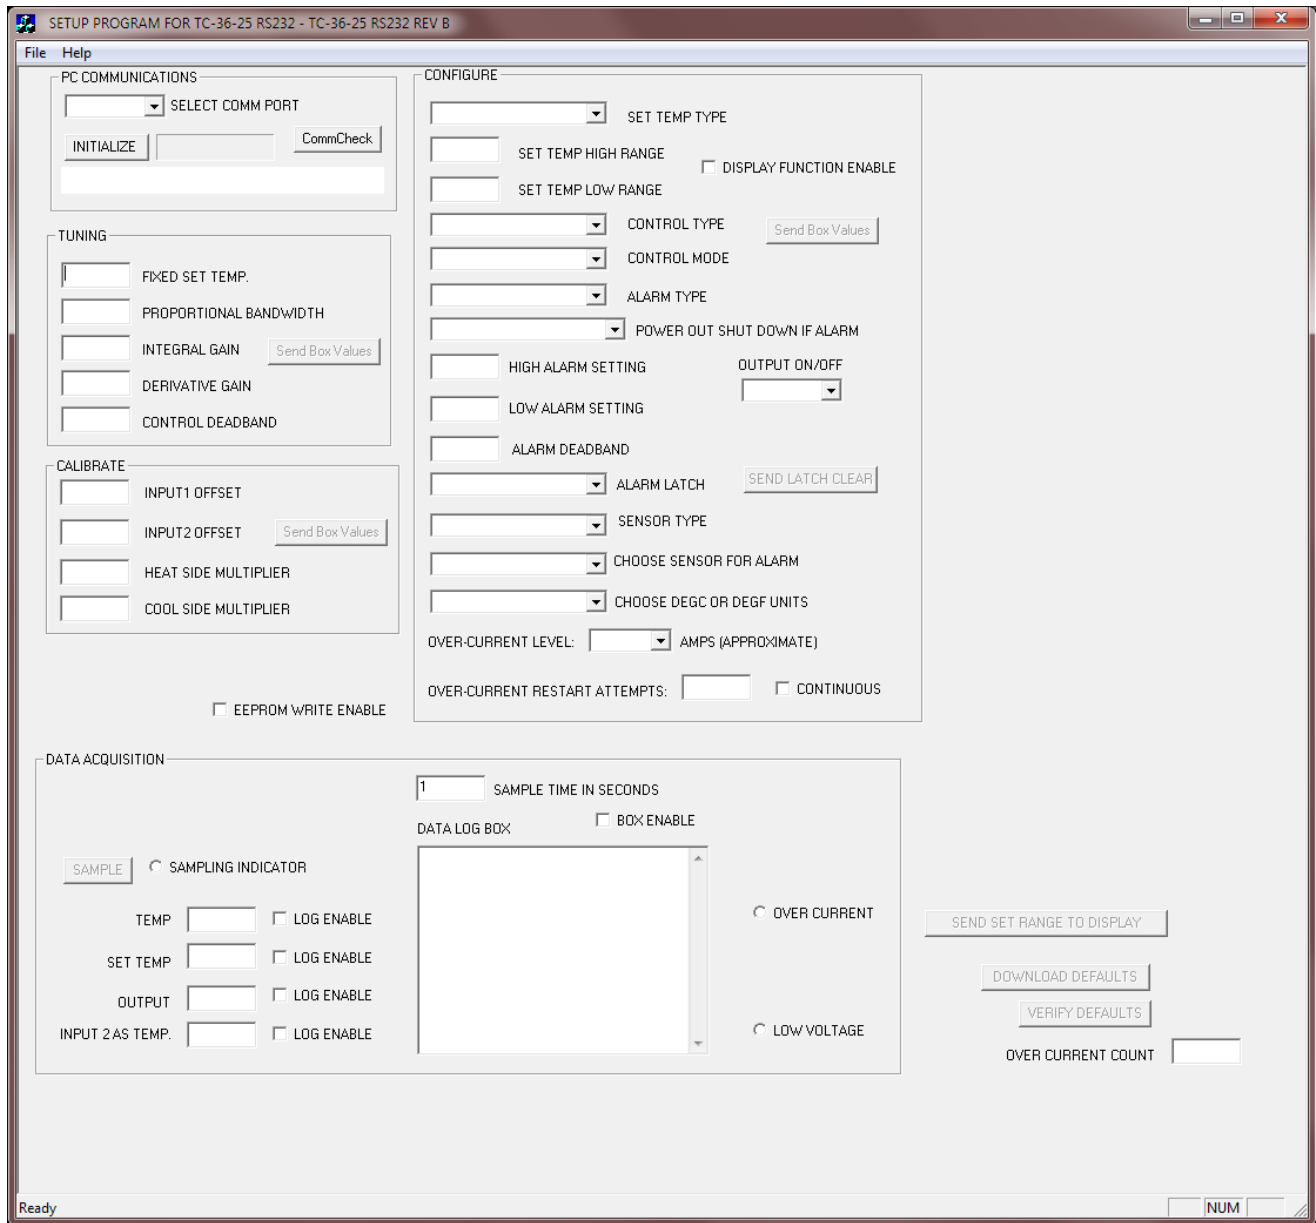 SETUP PROGRAM FOR TC-36-25 RS232 - TC-36-25 RS232 REV B
File Help
PC COMMUNICATIONS
SELECT COMM PORT
INITIALIZE
CommCheck
TUNING
FIXED SET TEMP.
PROPORTIONAL BANDWIDTH
INTEGRAL GAIN
Send Box Values
DERIVATIVE GAIN
CONTROL DEADBAND
CALIBRATE
INPUT1 OFFSET
INPUT2 OFFSET
Send Box Values
HEAT SIDE MULTIPLIER
COOL SIDE MULTIPLIER
EEPROM WRITE ENABLE
CONFIGURE
SET TEMP TYPE
SET TEMP HIGH RANGE
DISPLAY FUNCTION ENABLE
SET TEMP LOW RANGE
CONTROL TYPE
Send Box Values
CONTROL MODE
ALARM TYPE
POWER OUT SHUT DOWN IF ALARM
HIGH ALARM SETTING
OUTPUT ON/OFF
LOW ALARM SETTING
ALARM DEADBAND
ALARM LATCH
SEND LATCH CLEAR
SENSOR TYPE
CHOOSE SENSOR FOR ALARM
CHOOSE DEGC OR DEGF UNITS
OVER-CURRENT LEVEL:
AMPS (APPROXIMATE)
OVER-CURRENT RESTART ATTEMPTS:
CONTINUOUS
DATA ACQUISITION
1
SAMPLE TIME IN SECONDS
BOX ENABLE
DATA LOG BOX
SAMPLE
SAMPLING INDICATOR
TEMP
LOG ENABLE
SET TEMP
LOG ENABLE
OUTPUT
LOG ENABLE
INPUT 2 AS TEMP.
LOG ENABLE
OVER CURRENT
LOW VOLTAGE
SEND SET RANGE TO DISPLAY
DOWNLOAD DEFAULTS
VERIFY DEFAULTS
OVER CURRENT COUNT
Ready
NUM